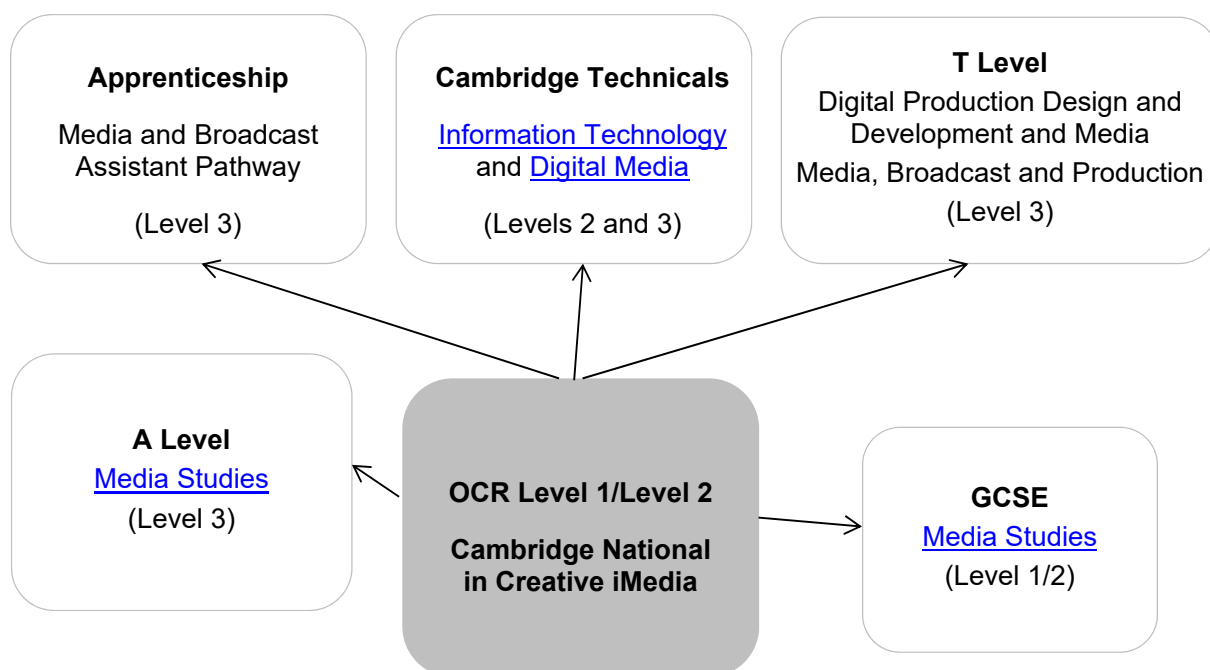 Apprenticeship
Media and Broadcast
Assistant Pathway
(Level 3)
Cambridge Technicals
Information Technology
and Digital Media
(Levels 2 and 3)
T Level
Digital Production Design and
Development and Media
Media, Broadcast and Production
(Level 3)
A Level
Media Studies
(Level 3)
OCR Level 1/Level 2
Cambridge National
in Creative iMedia
GCSE
Media Studies
(Level 1/2)